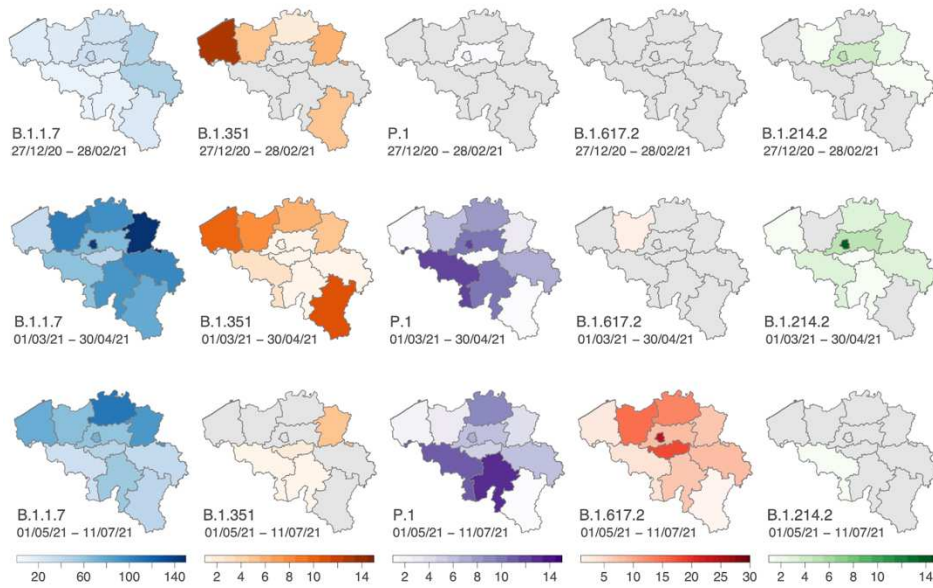 B.1.1.7 B.1.351 P.1 B.1.617.2 B.1.214.2
27/12/20 – 28/02/21 27/12/20 – 28/02/21 27/12/20 – 28/02/21 27/12/20 – 28/02/21 27/12/20 – 28/02/21
B.1.1.7 B.1.351 P.1 B.1.617.2 B.1.214.2
01/03/21 – 30/04/21 01/03/21 – 30/04/21 01/03/21 – 30/04/21 01/03/21 – 30/04/21 01/03/21 – 30/04/21
B.1.1.7 B.1.351 P.1 B.1.617.2 B.1.214.2
01/05/21 – 11/07/21 01/05/21 – 11/07/21 01/05/21 – 11/07/21 01/05/21 – 11/07/21 01/05/21 – 11/07/21
20 60 100 140 2 4 6 8 10 14 2 4 6 8 10 14 5 10 15 20 25 30 2 4 6 8 10 14